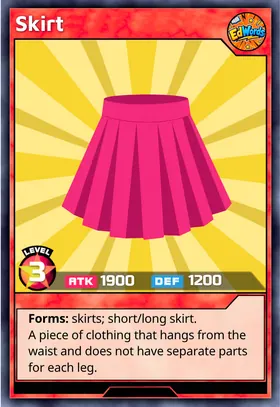 Skirt
EdWords
LEVEL
3
ATK 1900 DEF 1200
Forms: skirts; short/long skirt.
A piece of clothing that hangs from the
waist and does not have separate parts
for each leg.